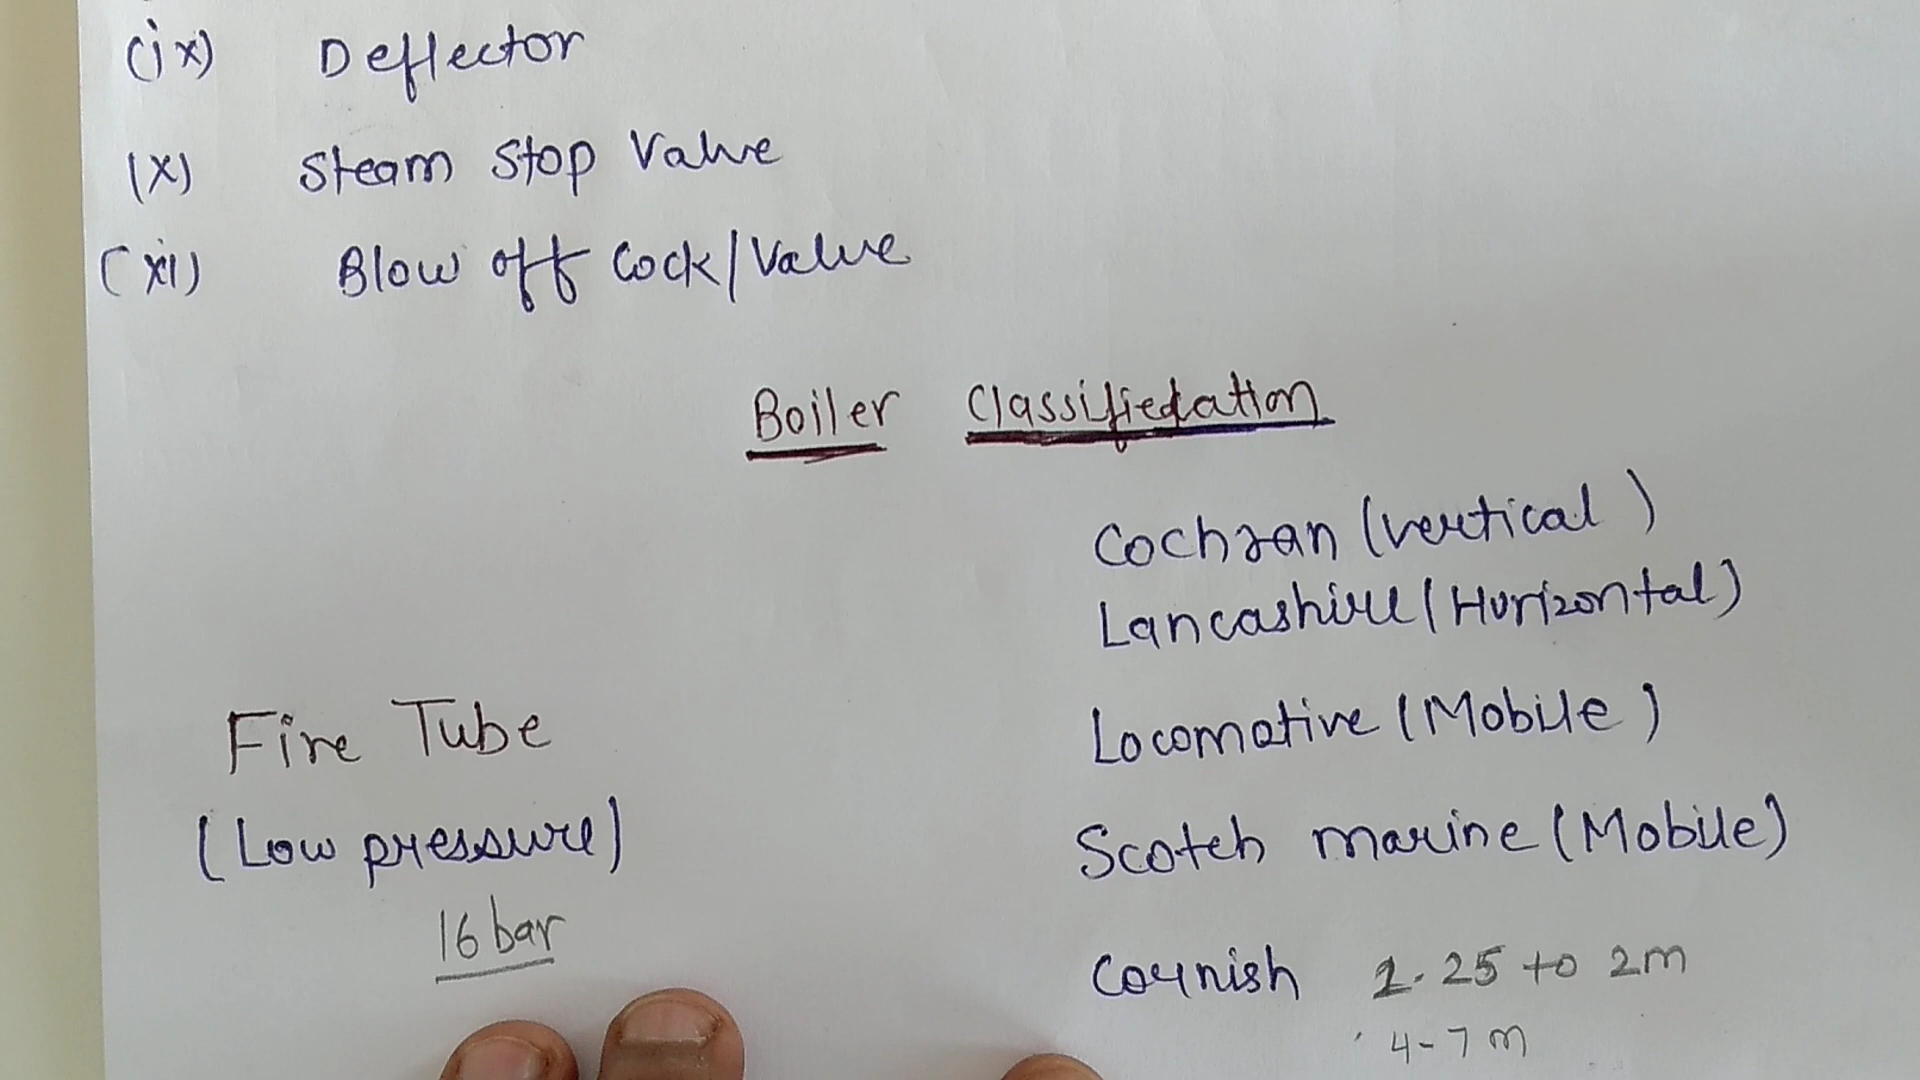 (ix) Deflector
(x) Steam stop Valve
(xi) Blow off Cock/Valve
Boiler Classification
Cochran (vertical)
Lancashire (Horizontal)
Fire Tube
Locomotive (Mobile)
(Low pressure)
Scotch marine (Mobile)
16 bar
Cornish 1.25 to 2m
4-7 m